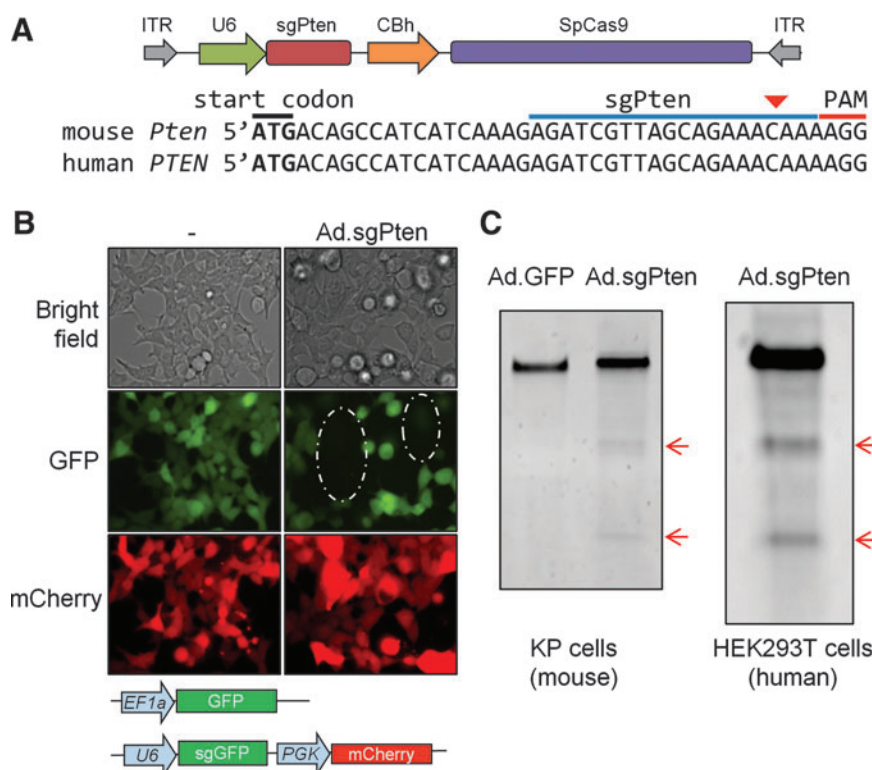 A
ITR U6 sgPten CBh SpCas9 ITR
start codon sgPten PAM
mouse Pten 5’ATGACAGCCATCATCAAAGAGATCGTTAGCAGAAACAAAAGG
human PTEN 5’ATGACAGCCATCATCAAAGAGATCGTTAGCAGAAACAAAAGG
B
- Ad.sgPten
Bright field
GFP
mCherry
EF1a GFP
U6 sgGFP PGK mCherry
C
Ad.GFP Ad.sgPten Ad.sgPten
KP cells (mouse)
HEK293T cells (human)